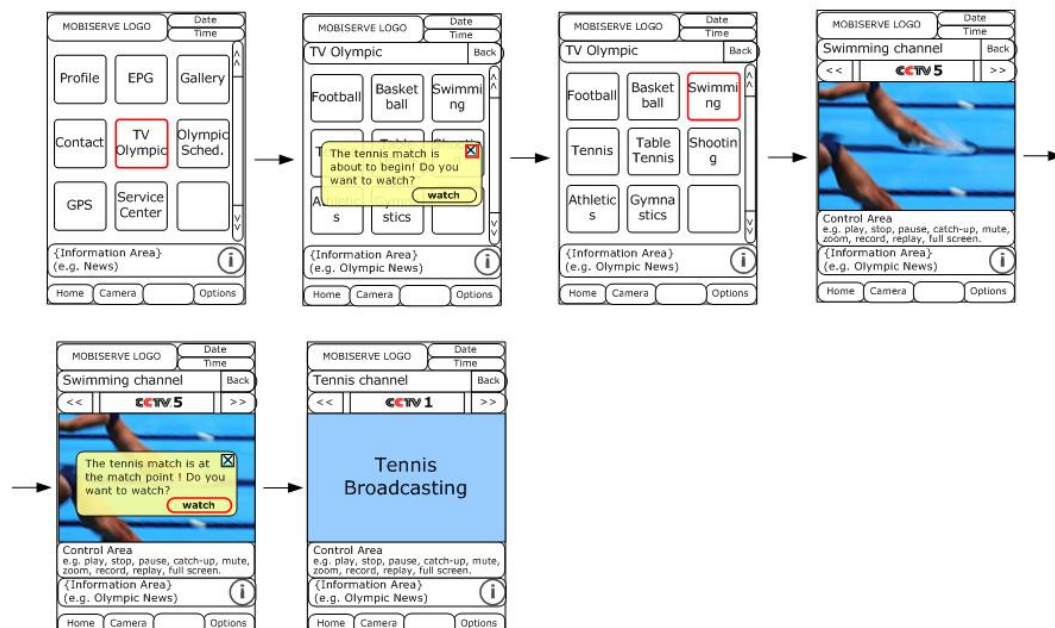 MOBISERVE LOGO
Date
Time
Profile
EPG
Gallery
Contact
TV
Olympic
Olympic
Sched.
GPS
Service
Center
{Information Area}
(e.g. News)
i
Home
Camera
Options
MOBISERVE LOGO
Date
Time
TV Olympic
Back
Football
Basket
ball
Swimmi
ng
The tennis match is
about to begin! Do you
want to watch?
watch
s
stics
{Information Area}
(e.g. Olympic News)
i
Home
Camera
Options
MOBISERVE LOGO
Date
Time
TV Olympic
Back
Football
Basket
ball
Swimmi
ng
Tennis
Table
Tennis
Shootin
g
Athletic
s
Gymna
stics
{Information Area}
(e.g. Olympic News)
i
Home
Camera
Options
MOBISERVE LOGO
Date
Time
Swimming channel
Back
<< CCTV 5 >>
Control Area
e.g. play, stop, pause, catch-up, mute,
zoom, record, replay, full screen.
{Information Area}
(e.g. Olympic News)
i
Home
Camera
Options
MOBISERVE LOGO
Date
Time
Swimming channel
Back
<< CCTV 5 >>
The tennis match is at
the match point ! Do you
want to watch?
watch
Control Area
e.g. play, stop, pause, catch-up, mute,
zoom, record, replay, full screen.
{Information Area}
(e.g. Olympic News)
i
Home
Camera
Options
MOBISERVE LOGO
Date
Time
Tennis channel
Back
<< CCTV 1 >>
Tennis
Broadcasting
Control Area
e.g. play, stop, pause, catch-up, mute,
zoom, record, replay, full screen.
{Information Area}
(e.g. Olympic News)
i
Home
Camera
Options